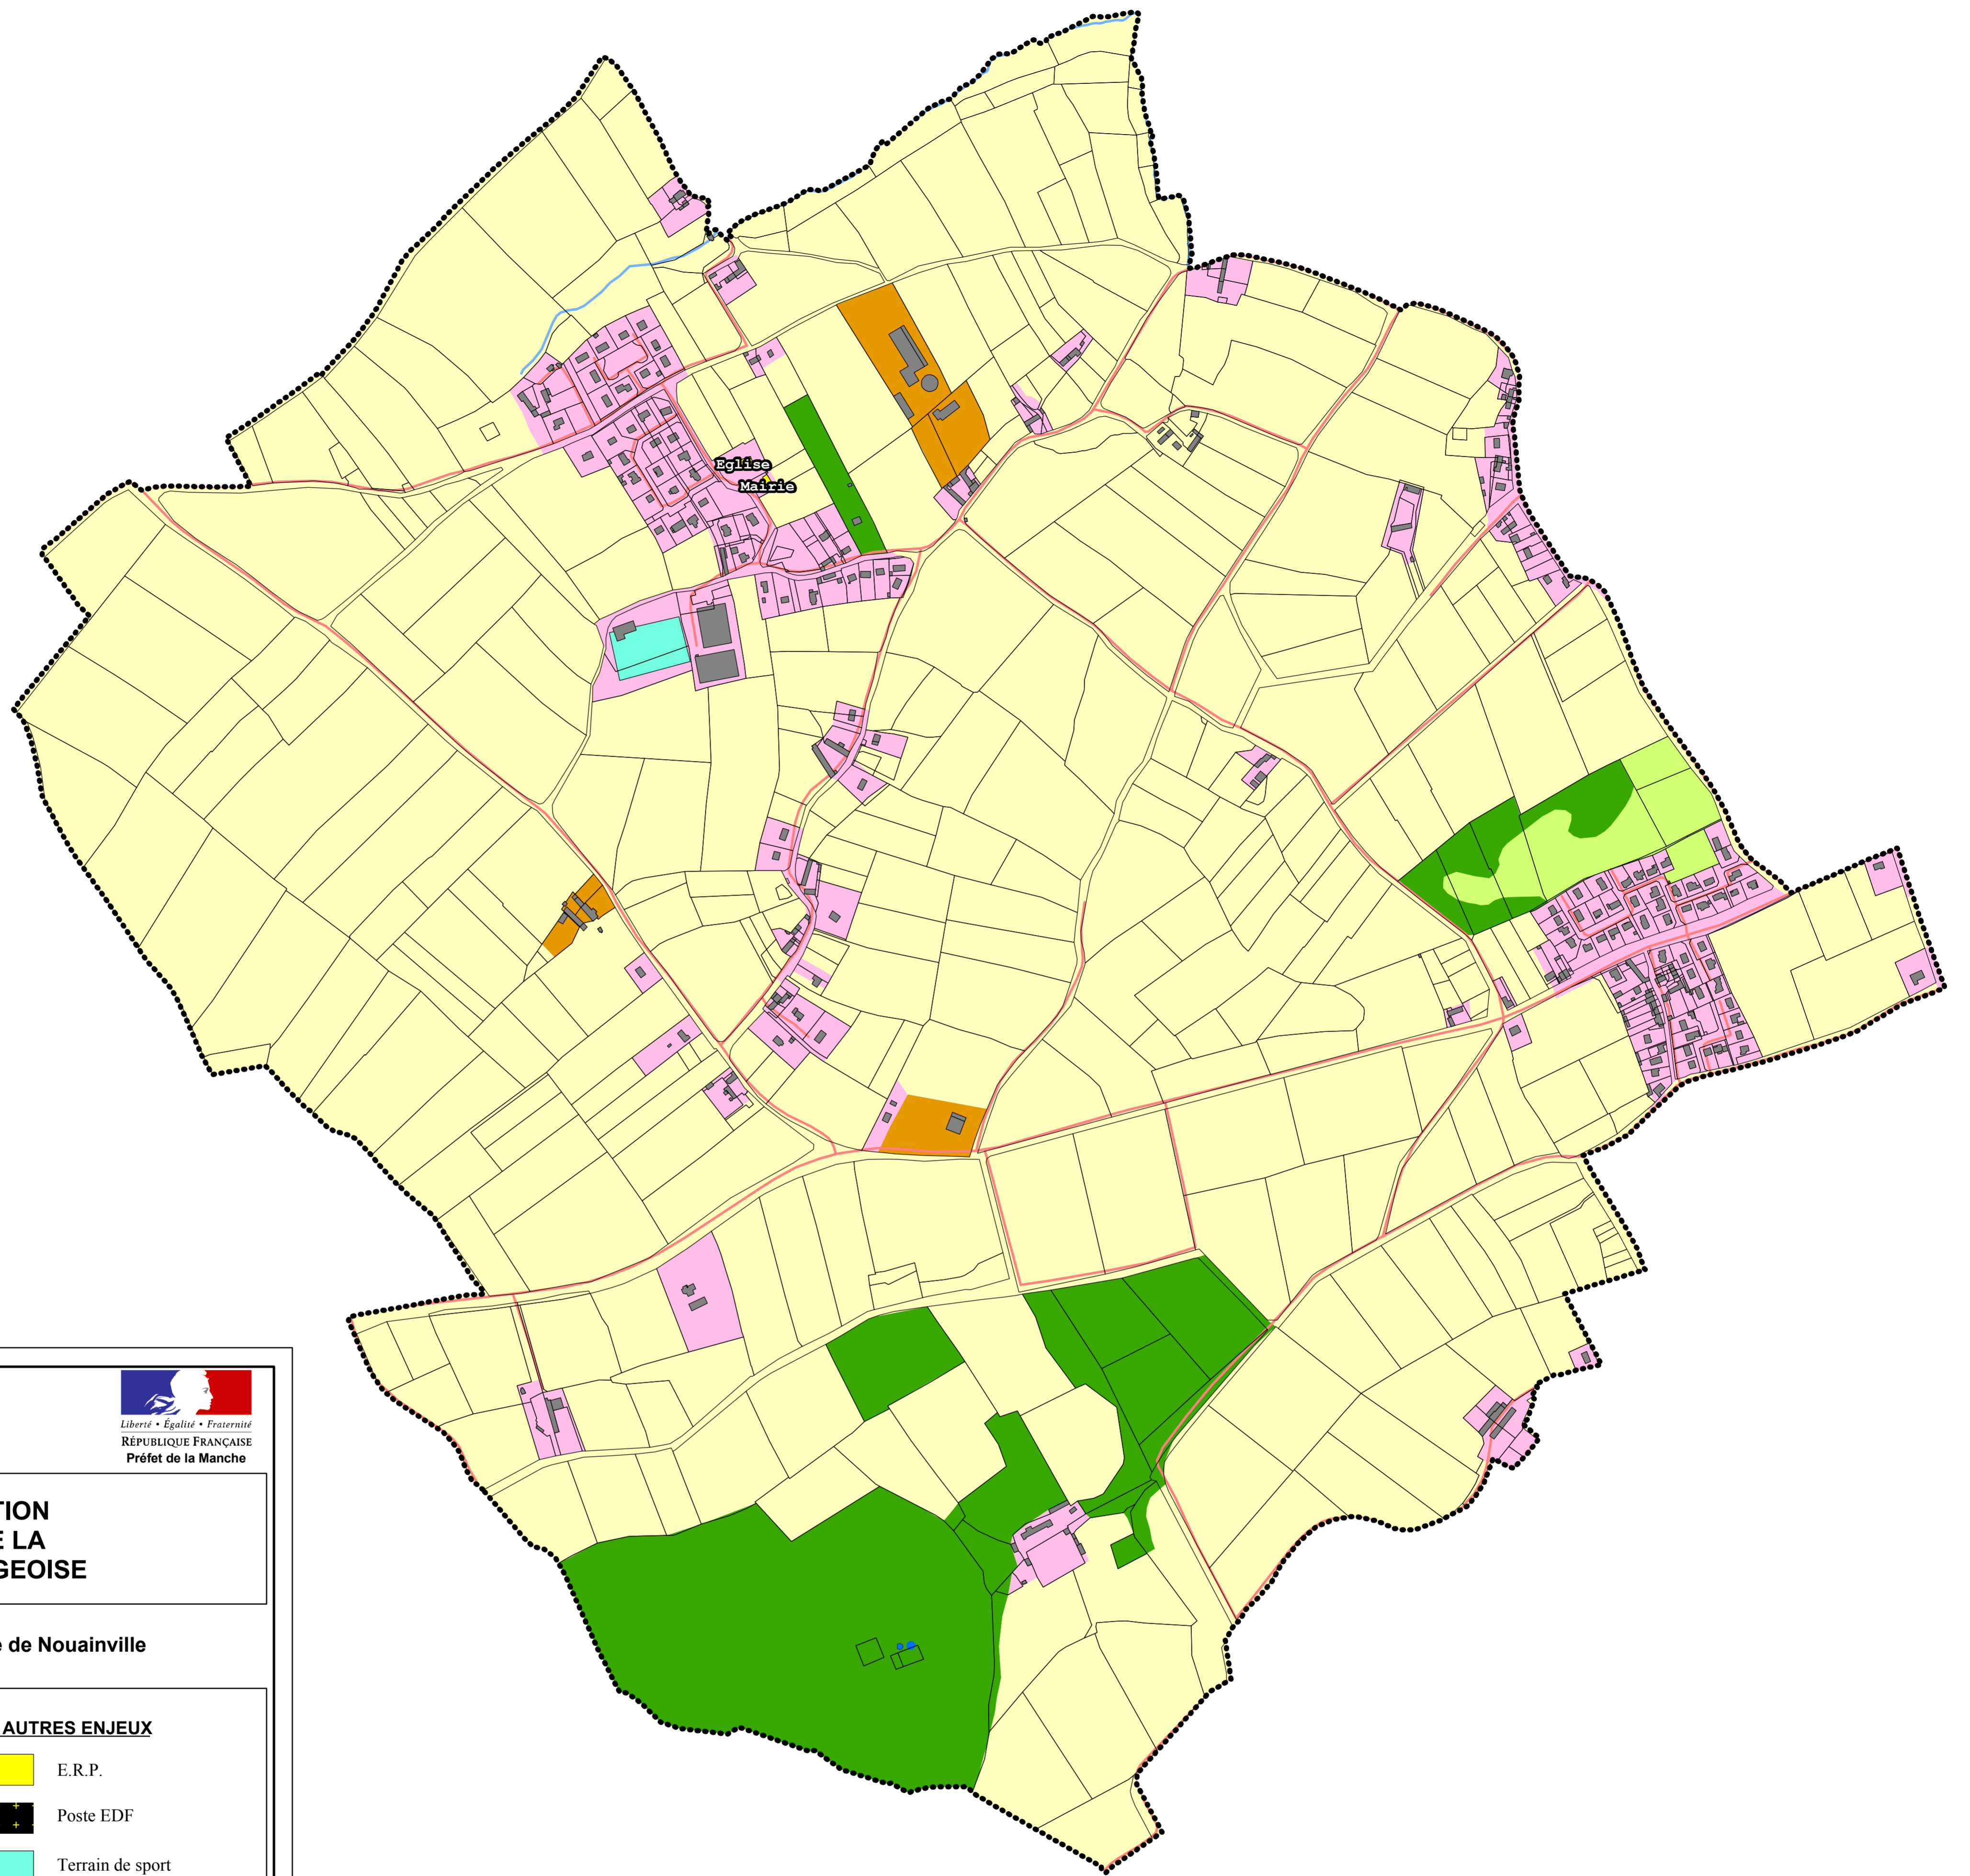 Eglise
Mairie
Liberté • Égalité • Fraternité
RÉPUBLIQUE FRANÇAISE
Préfet de la Manche
TION
E LA
GEOISE
e de Nouainville
AUTRES ENJEUX
E.R.P.
Poste EDF
Terrain de sport